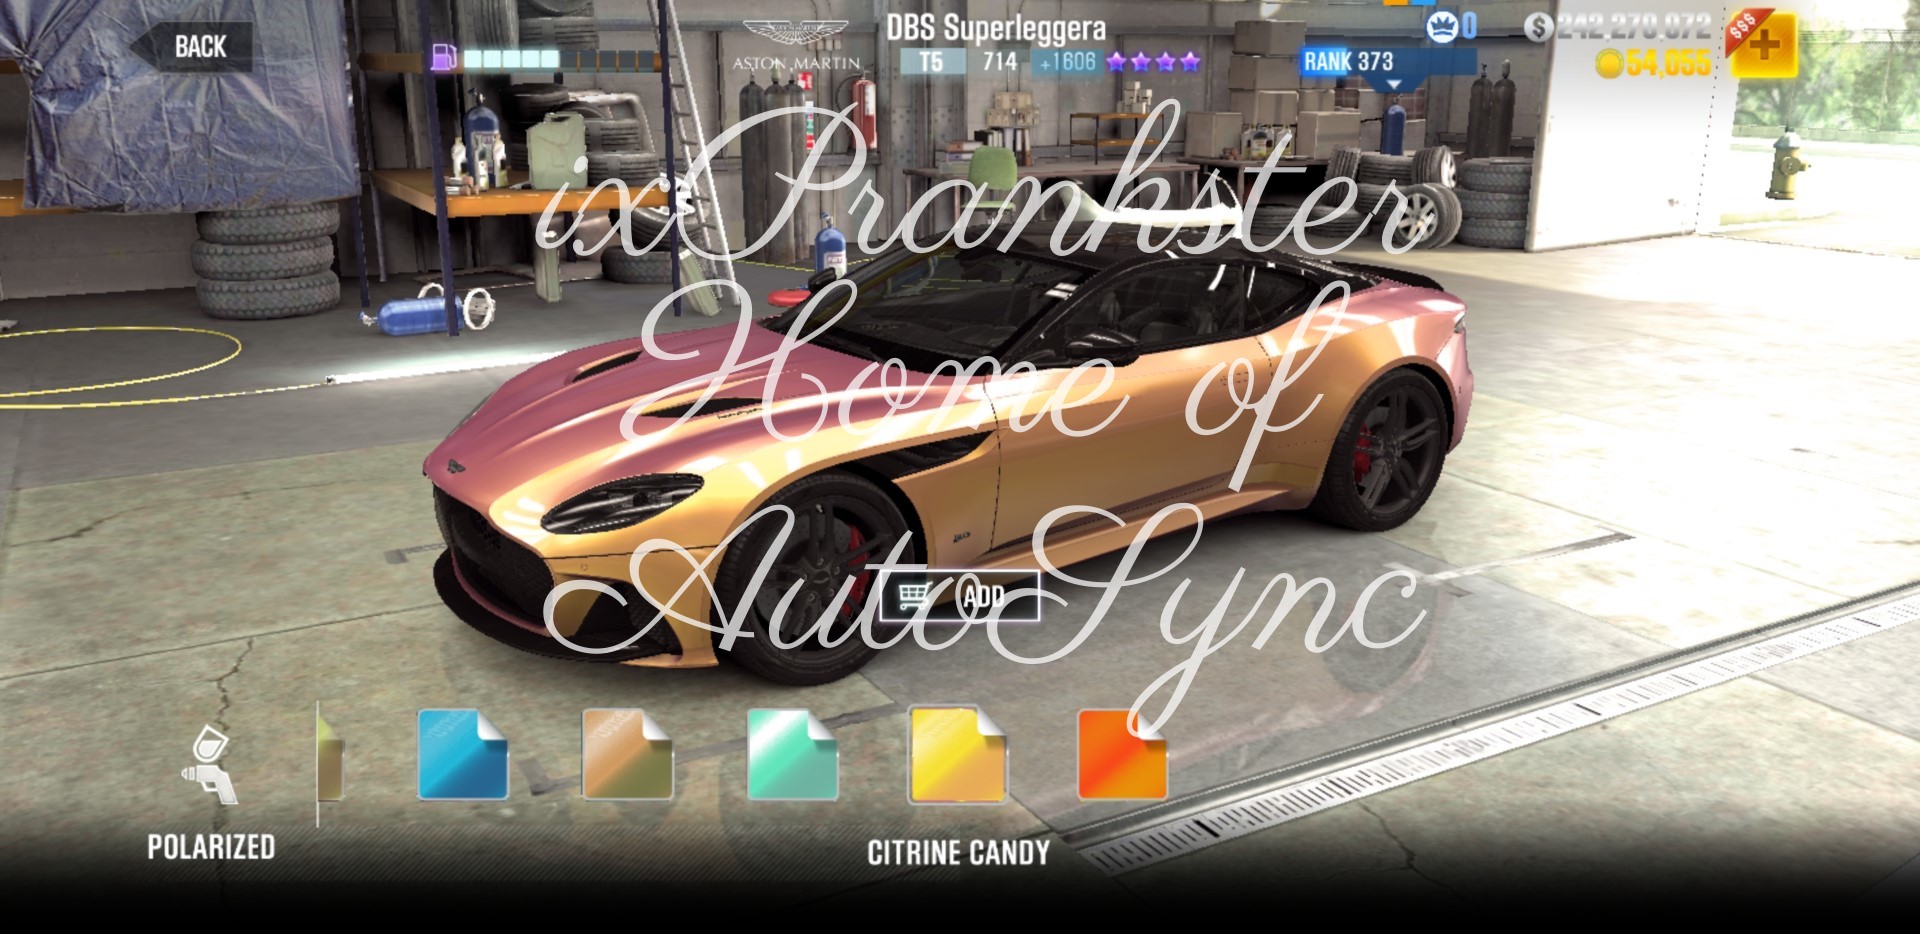 BACK
DBS Superleggera
0
$ 242,270,072
$$$
ASTON MARTIN
T5 714 +1606
RANK 373
54,055
ixPrankster
Home of
AutoSync
ADD
POLARIZED
CITRINE CANDY